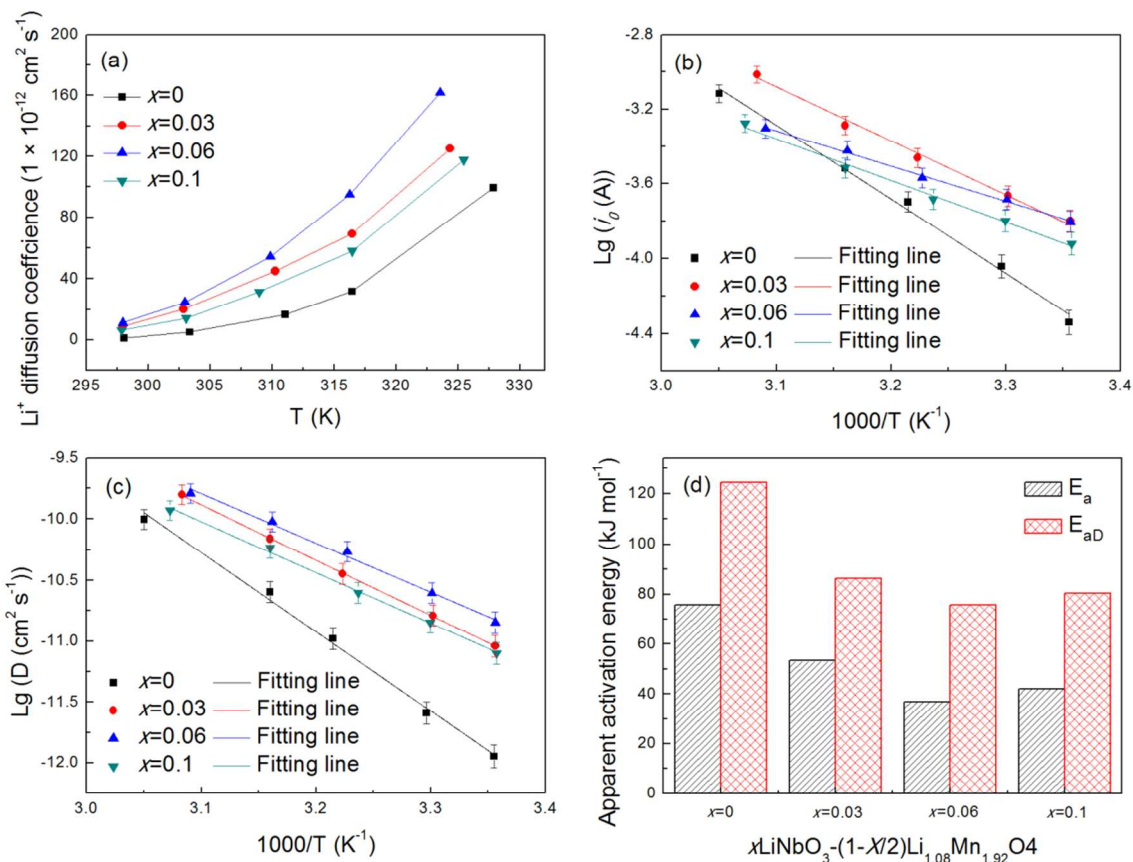 (a)
x=0
x=0.03
x=0.06
x=0.1
Li+ diffusion coeffcience (1 × 10-12 cm2 s-1)
200
160
120
80
40
0
295 300 305 310 315 320 325 330
T (K)
(b)
Lg (i0 (A))
-2.8
-3.2
-3.6
-4.0
-4.4
x=0 Fitting line
x=0.03 Fitting line
x=0.06 Fitting line
x=0.1 Fitting line
3.0 3.1 3.2 3.3 3.4
1000/T (K-1)
(c)
Lg (D (cm2 s-1))
-9.5
-10.0
-10.5
-11.0
-11.5
-12.0
x=0 Fitting line
x=0.03 Fitting line
x=0.06 Fitting line
x=0.1 Fitting line
3.0 3.1 3.2 3.3 3.4
1000/T (K-1)
(d)
Ea
EaD
Apparent activation energy (kJ mol-1)
120
100
80
60
40
20
0
x=0 x=0.03 x=0.06 x=0.1
xLiNbO3-(1-X/2)Li1.08Mn1.92O4